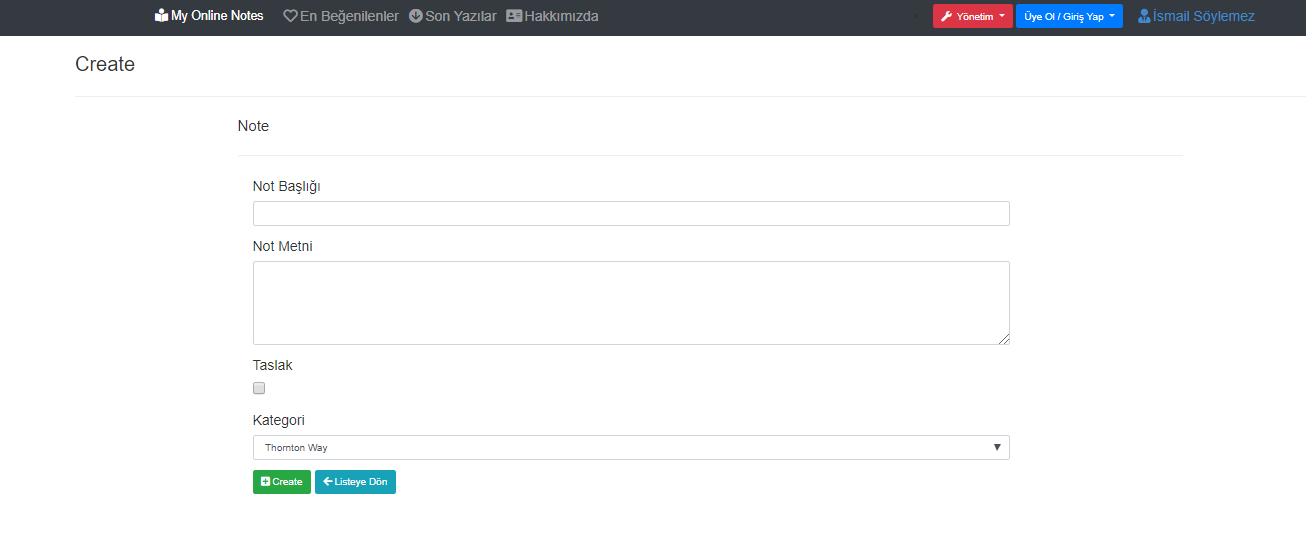 My Online Notes En Beğenilenler Son Yazılar Hakkımızda Yönetim Üye Ol / Giriş Yap İsmail Söylemez
Create
Note
Not Başlığı
Not Metni
Taslak
Kategori
Thornton Way
Create Listeye Dön